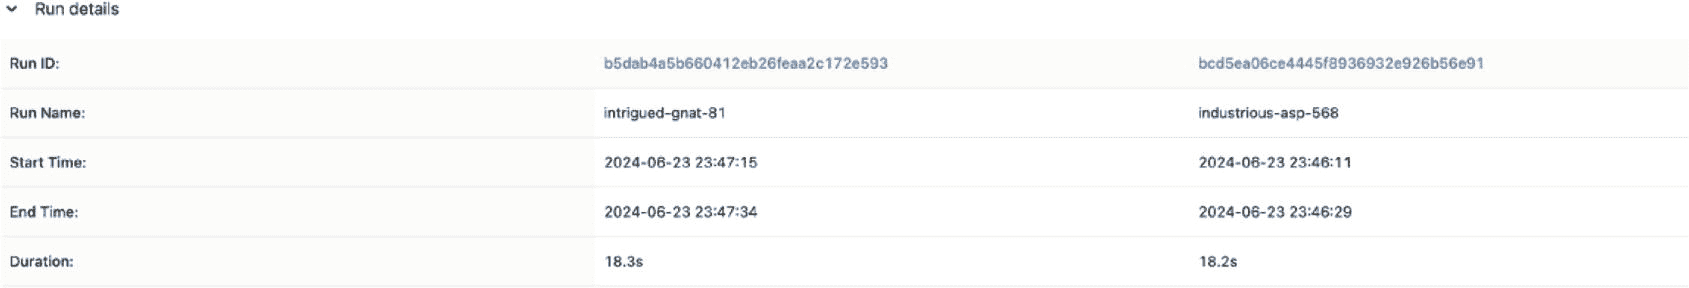 Run details
Run ID: b5dab4a5b660412eb26feaa2c172e593 bcd5ea06ce4445f8936932e926b56e91
Run Name: intrigued-gnat-81 industrious-asp-568
Start Time: 2024-06-23 23:47:15 2024-06-23 23:46:11
End Time: 2024-06-23 23:47:34 2024-06-23 23:46:29
Duration: 18.3s 18.2s